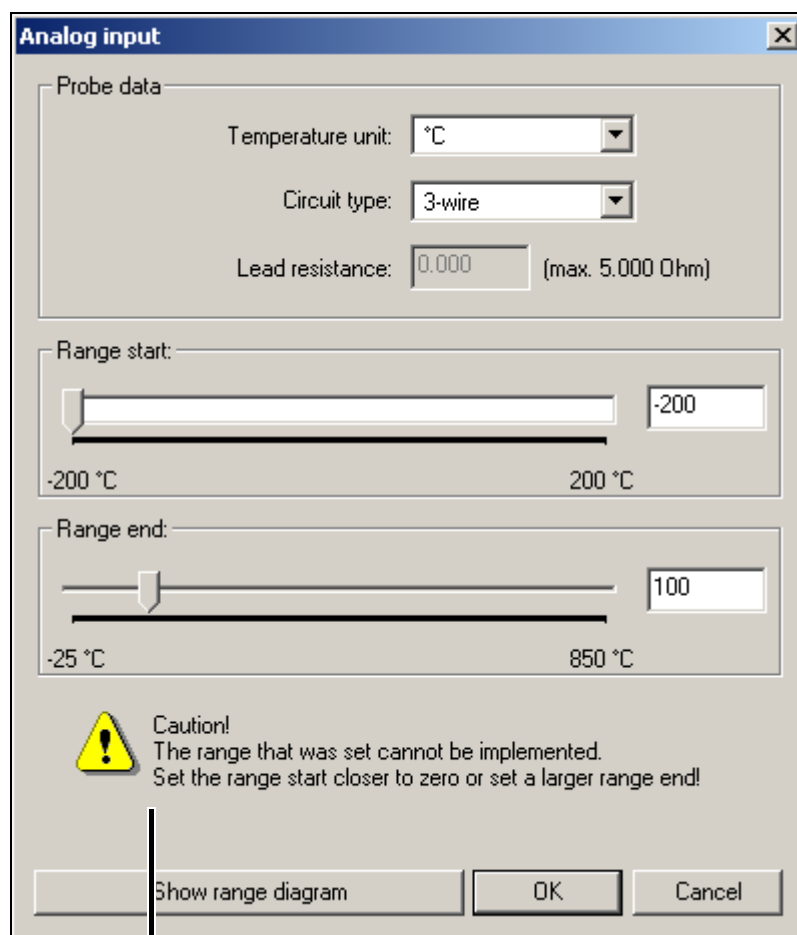 Analog input
Probe data
Temperature unit: °C
Circuit type: 3-wire
Lead resistance: 0.000 (max. 5.000 Ohm)
Range start:
-200
-200 °C 200 °C
Range end:
100
-25 °C 850 °C
Caution!
The range that was set cannot be implemented.
Set the range start closer to zero or set a larger range end!
Show range diagram OK Cancel